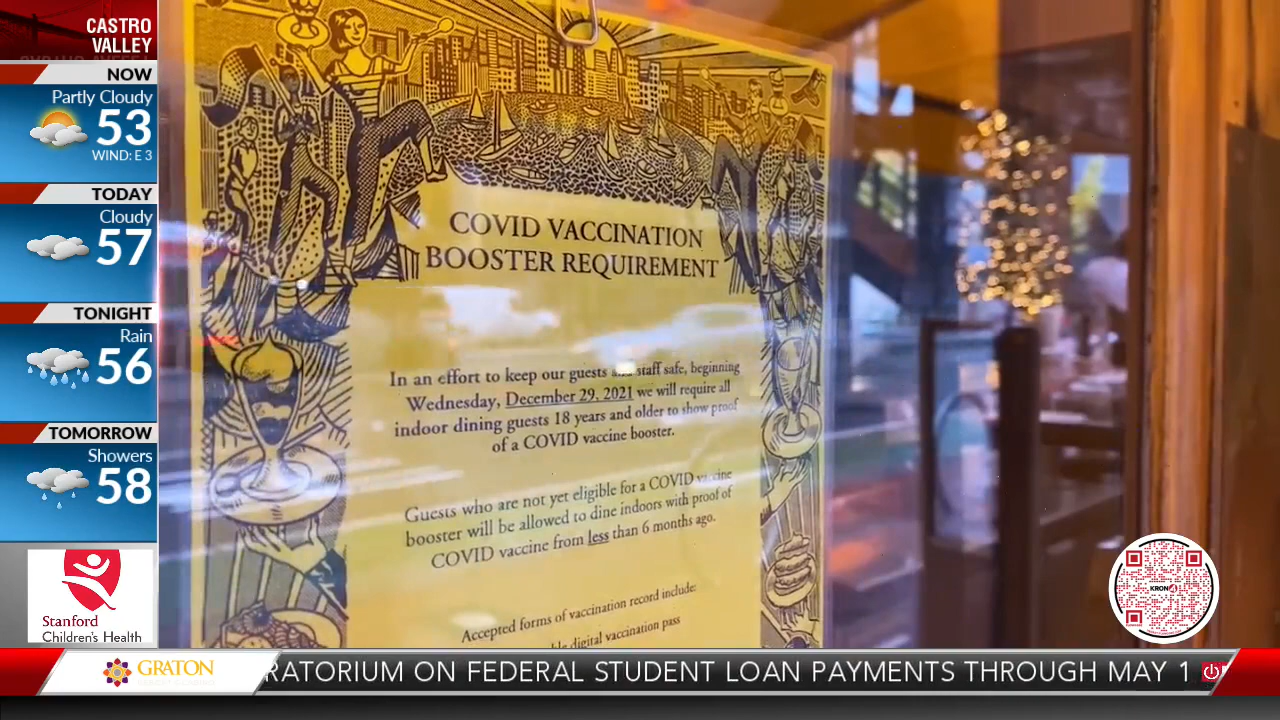 CASTRO
VALLEY
NOW
Partly Cloudy
53
WIND: E 3
TODAY
Cloudy
57
TONIGHT
Rain
56
TOMORROW
Showers
58
Stanford
Children's Health
COVID VACCINATION
BOOSTER REQUIREMENT
In an effort to keep our guests and staff safe, beginning
Wednesday, December 29, 2021 we will require all
indoor dining guests 18 years and older to show proof
of a COVID vaccine booster.
Guests who are not yet eligible for a COVID vaccine
booster will be allowed to dine indoors with proof of
COVID vaccine from less than 6 months ago.
Accepted forms of vaccination record include:
digital vaccination pass
KRON4
GRATON
RATORIUM ON FEDERAL STUDENT LOAN PAYMENTS THROUGH MAY 1